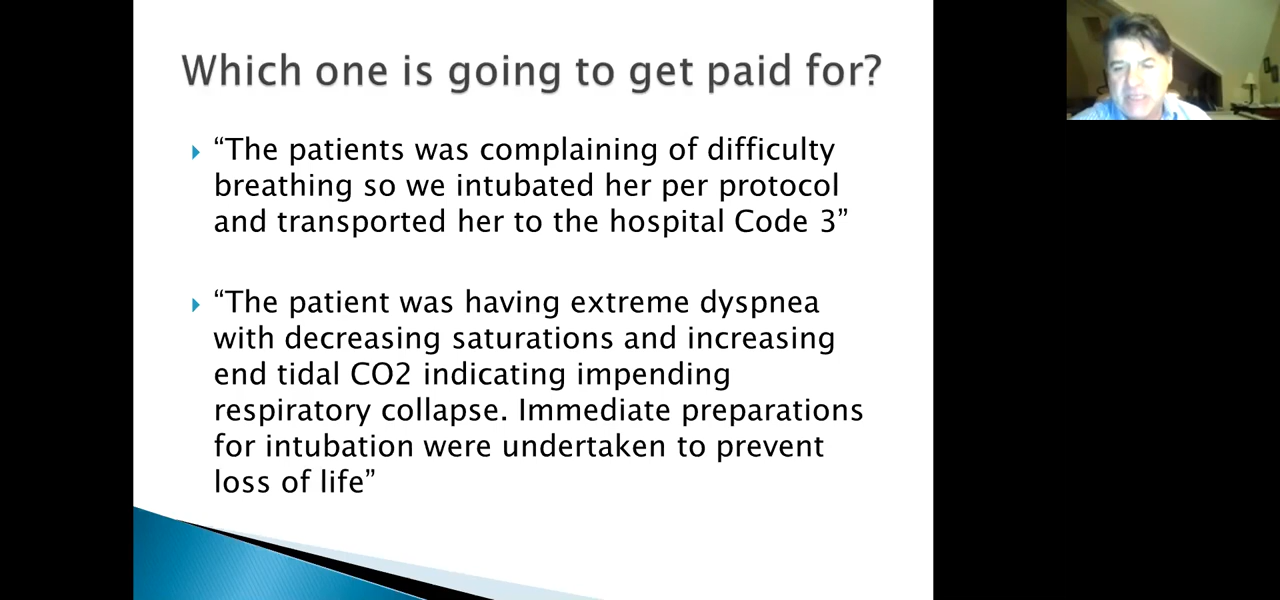 Which one is going to get paid for?
“The patients was complaining of difficulty
breathing so we intubated her per protocol
and transported her to the hospital Code 3”
“The patient was having extreme dyspnea
with decreasing saturations and increasing
end tidal CO2 indicating impending
respiratory collapse. Immediate preparations
for intubation were undertaken to prevent
loss of life”